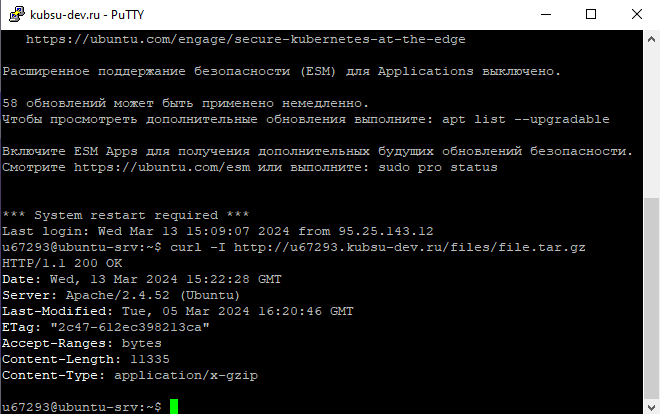 kubsu-dev.ru - PuTTY
https://ubuntu.com/engage/secure-kubernetes-at-the-edge
Расширенное поддержание безопасности (ESM) для Applications выключено.
58 обновлений может быть применено немедленно.
Чтобы просмотреть дополнительные обновления выполните: apt list --upgradable
Включите ESM Apps для получения дополнительных будущих обновлений безопасности.
Смотрите https://ubuntu.com/esm или выполните: sudo pro status
*** System restart required ***
Last login: Wed Mar 13 15:09:07 2024 from 95.25.143.12
u67293@ubuntu-srv:~$ curl -I http://u67293.kubsu-dev.ru/files/file.tar.gz
HTTP/1.1 200 OK
Date: Wed, 13 Mar 2024 15:22:28 GMT
Server: Apache/2.4.52 (Ubuntu)
Last-Modified: Tue, 05 Mar 2024 16:20:46 GMT
ETag: "2c47-612ec398213ca"
Accept-Ranges: bytes
Content-Length: 11335
Content-Type: application/x-gzip
u67293@ubuntu-srv:~$